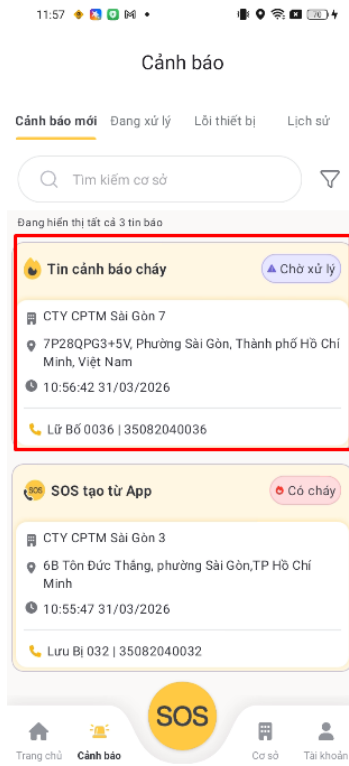 11:57
70
Cảnh báo
Cảnh báo mới Đang xử lý Lỗi thiết bị Lịch sử
Tìm kiếm cơ sở
Đang hiển thị tất cả 3 tin báo
Tin cảnh báo cháy Chờ xử lý
CTY CPTM Sài Gòn 7
7P28QPG3+5V, Phường Sài Gòn, Thành phố Hồ Chí
Minh, Việt Nam
10:56:42 31/03/2026
Lữ Bố 0036 | 35082040036
SOS SOS tạo từ App Có cháy
CTY CPTM Sài Gòn 3
6B Tôn Đức Thắng, phường Sài Gòn,TP Hồ Chí
Minh
10:55:47 31/03/2026
Lưu Bị 032 | 35082040032
SOS
Trang chủ Cảnh báo Cơ sở Tài khoản